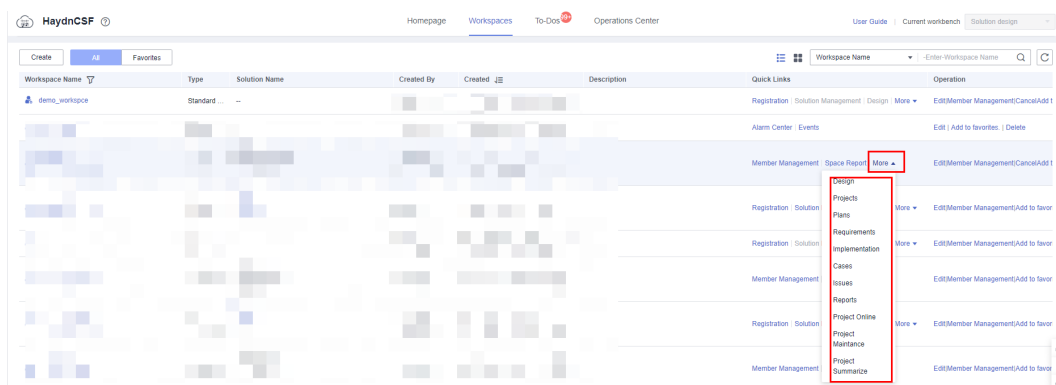 HaydnCSF
Homepage Workspaces To-Dos 99+ Operations Center
User Guide | Current workbench Solution design
Create All Favorites
Workspace Name -Enter-Workspace Name
Workspace Name Type Solution Name Created By Created Description Quick Links Operation
demo_workspce Standard ... -- Registration | Solution Management | Design | More Edit|Member Management|Cancel|Add t
Alarm Center | Events Edit | Add to favorites. | Delete
Member Management | Space Report More Edit|Member Management|Cancel|Add t
Design
Projects
Registration | Solution More Edit|Member Management|Add to favor
Plans
Requirements
Registration | Solution More Edit|Member Management|Add to favor
Implementation
Cases
Member Management Edit|Member Management|Add to favor
Issues
Reports
Project Online
Registration | Solution More Edit|Member Management|Add to favor
Project
Maintance
Project
Member Management Edit|Member Management|Add to favor
Summarize